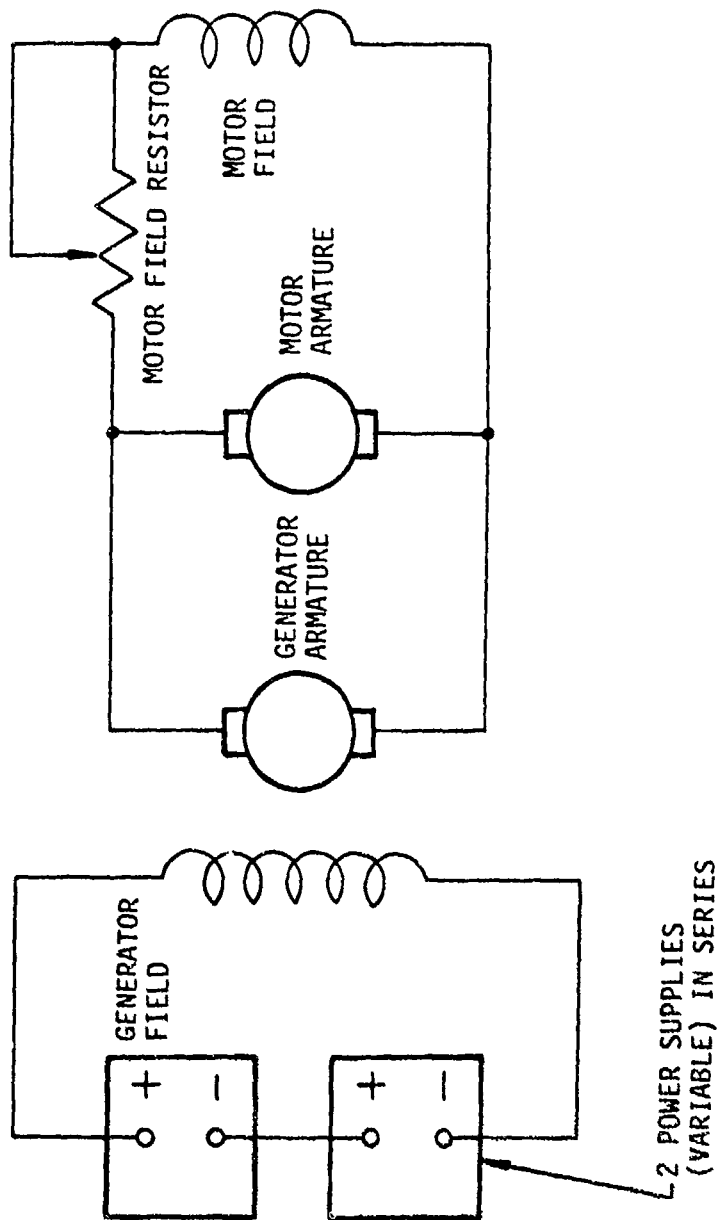 GENERATOR
FIELD
+
−
+
−
2 POWER SUPPLIES
(VARIABLE) IN SERIES
GENERATOR
ARMATURE
MOTOR
ARMATURE
MOTOR FIELD RESISTOR
MOTOR
FIELD